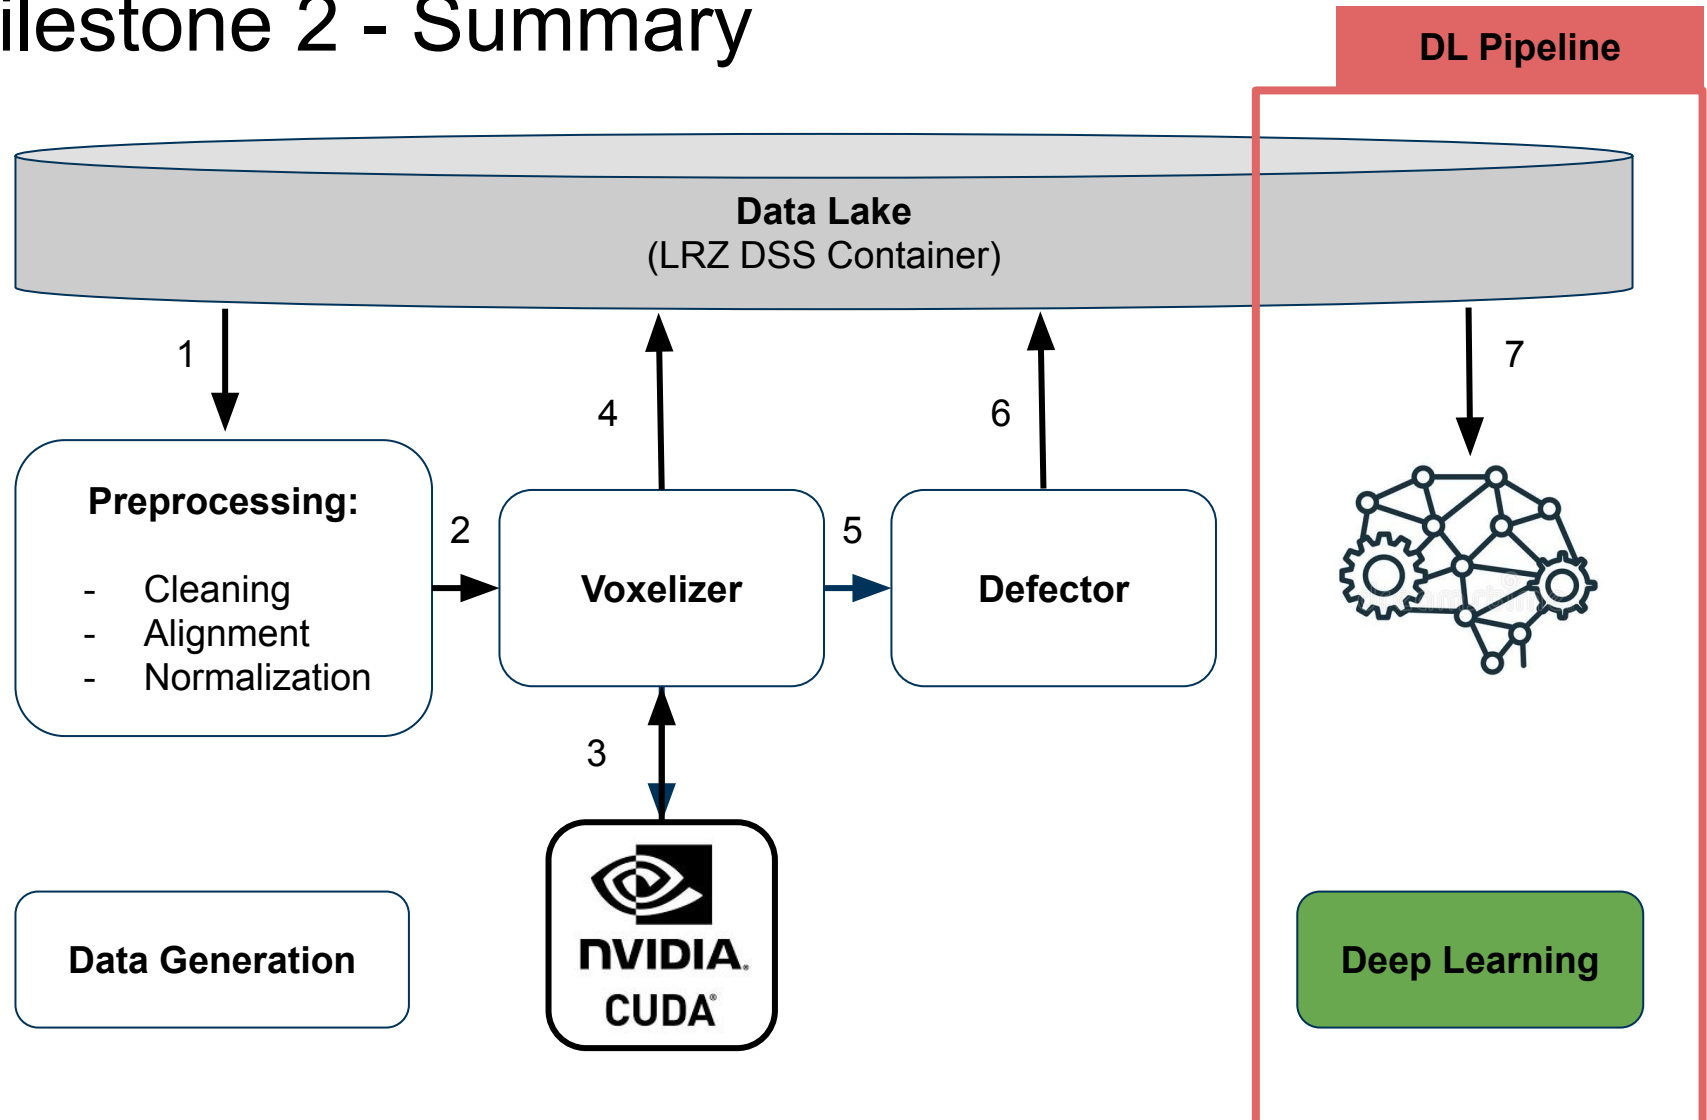 ilestone 2 - Summary
DL Pipeline
Data Lake
(LRZ DSS Container)
1
4
6
7
Preprocessing:
- Cleaning
- Alignment
- Normalization
2
Voxelizer
5
Defector
3
NVIDIA.
CUDA®
Data Generation
Deep Learning